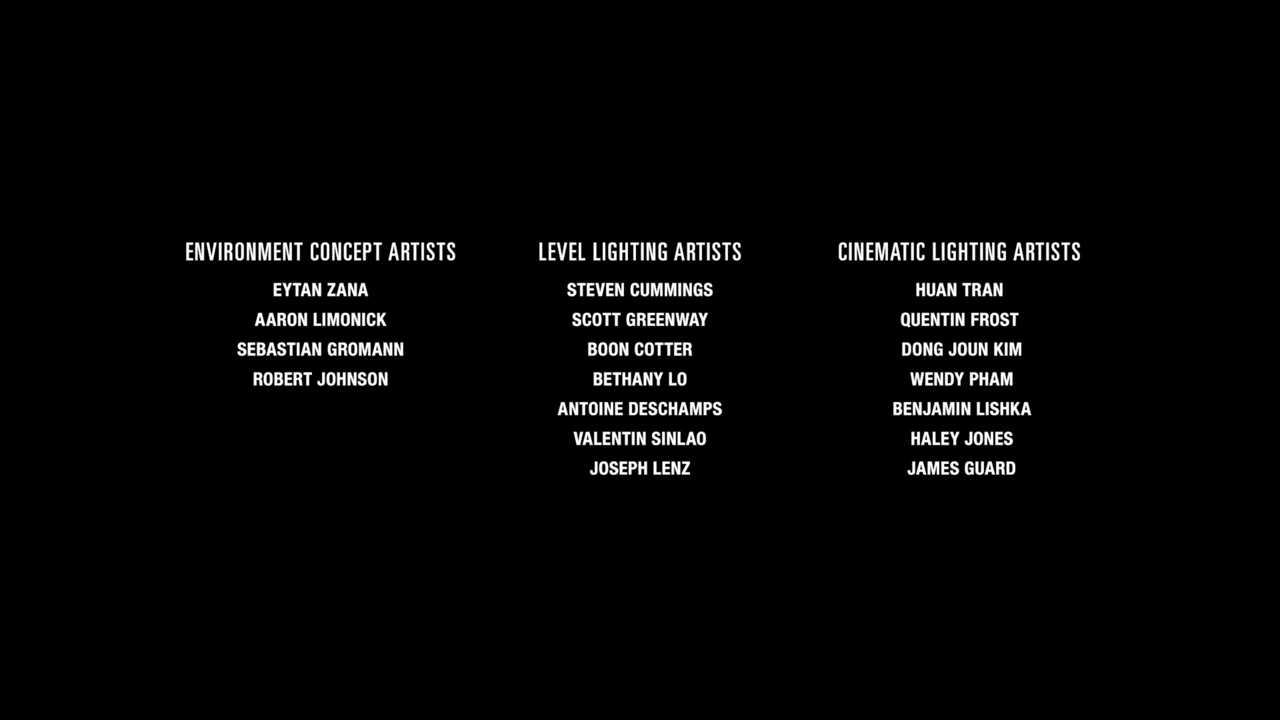 ENVIRONMENT CONCEPT ARTISTS
EYTAN ZANA
AARON LIMONICK
SEBASTIAN GROMANN
ROBERT JOHNSON
LEVEL LIGHTING ARTISTS
STEVEN CUMMINGS
SCOTT GREENWAY
BOON COTTER
BETHANY LO
ANTOINE DESCHAMPS
VALENTIN SINLAO
JOSEPH LENZ
CINEMATIC LIGHTING ARTISTS
HUAN TRAN
QUENTIN FROST
DONG JOUN KIM
WENDY PHAM
BENJAMIN LISHKA
HALEY JONES
JAMES GUARD